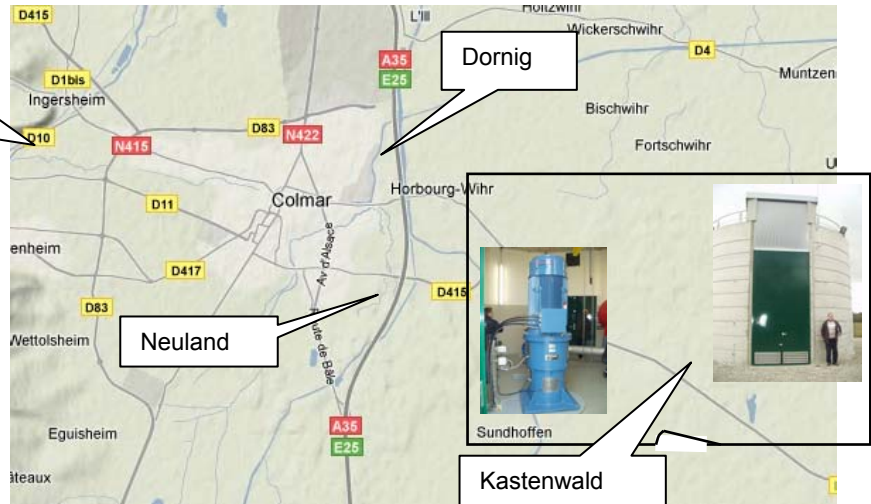 D415
L'Ill
Holtzwihr
Wickerschwihr
A35
E25
Dornig
D4
D1bis
Muntzen
Ingersheim
Bischwihr
D10
D83
N422
N415
Fortschwihr
Horbourg-Wihr
Colmar
D11
Av d'Alsace
enheim
D417
D415
D83
Neuland
Wettolsheim
Route de Bâle
A35
E25
Eguisheim
Sundhoffen
âteaux
Kastenwald